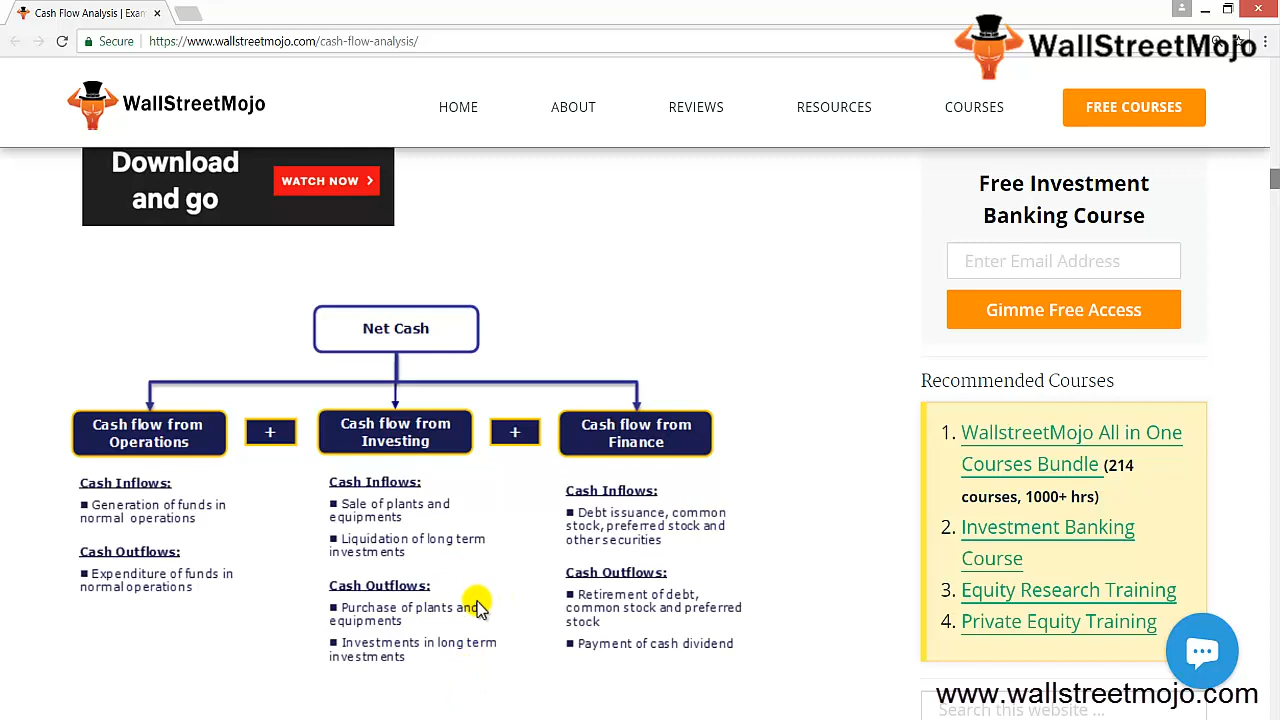 Cash Flow Analysis | Exam
Secure
https://www.wallstreetmojo.com/cash-flow-analysis/
WallStreetMojo
WallStreetMojo
HOME
ABOUT
REVIEWS
RESOURCES
COURSES
FREE COURSES
Download
and go
WATCH NOW
Net Cash
Cash flow from
Operations
+
Cash flow from
Investing
+
Cash flow from
Finance
Cash Inflows:
■ Generation of funds in
normal operations
Cash Outflows:
■ Expenditure of funds in
normal operations
Cash Inflows:
■ Sale of plants and
equipments
■ Liquidation of long term
investments
Cash Outflows:
■ Purchase of plants and
equipments
■ Investments in long term
investments
Cash Inflows:
■ Debt issuance, common
stock, preferred stock and
other securities
Cash Outflows:
■ Retirement of debt,
common stock and preferred
stock
■ Payment of cash dividend
Free Investment
Banking Course
Enter Email Address
Gimme Free Access
Recommended Courses
1. WallstreetMojo All in One
Courses Bundle (214
courses, 1000+ hrs)
2. Investment Banking
Course
3. Equity Research Training
4. Private Equity Training
www.wallstreetmojo.com
Search this website ...